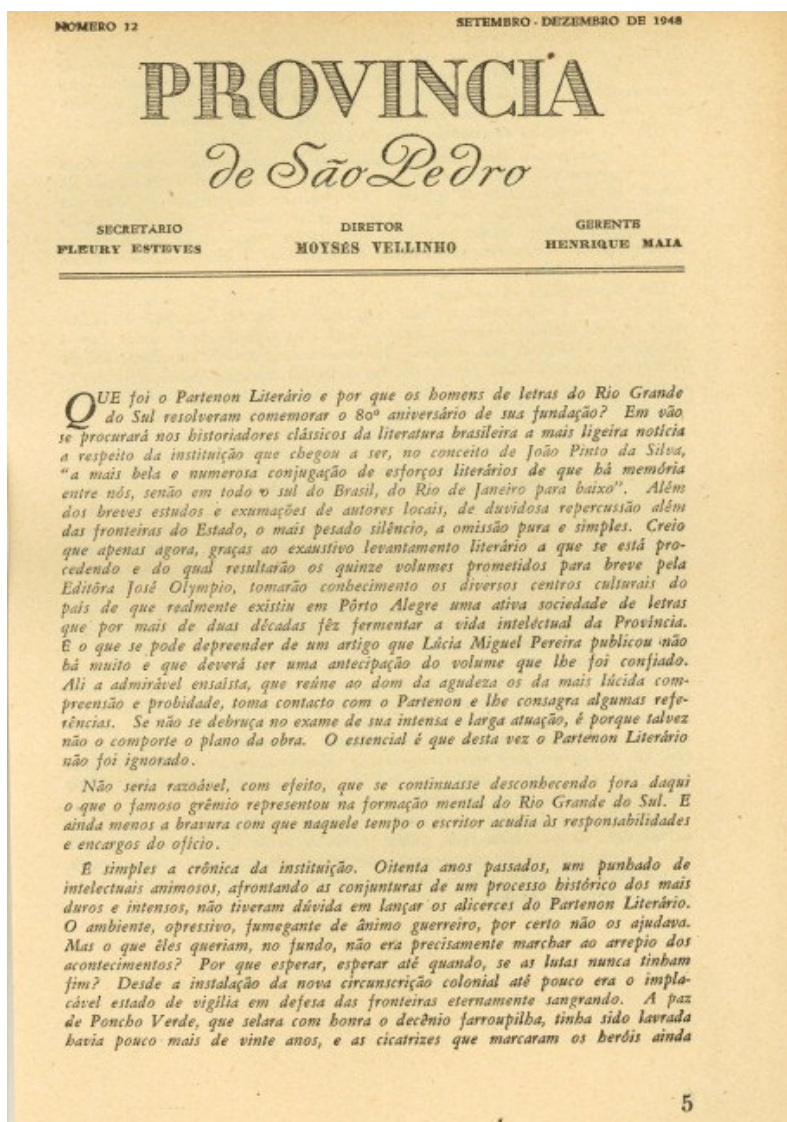 NÚMERO 12
SETEMBRO - DEZEMBRO DE 1948
PROVINCIA
de São Pedro
SECRETÁRIO
FLEURY ESTEVES
DIRETOR
MOYSÉS VELLINHO
GERENTE
HENRIQUE MAIA
QUE foi o Partenon Literário e por que os homens de letras do Rio Grande
do Sul resolveram comemorar o 80º aniversário de sua fundação? Em vão
se procurará nos historiadores clássicos da literatura brasileira a mais ligeira notícia
a respeito da instituição que chegou a ser, no conceito de João Pinto da Silva,
"a mais bela e numerosa conjugação de esforços literários de que há memória
entre nós, senão em todo o sul do Brasil, do Rio de Janeiro para baixo". Além
dos breves estudos e exumações de autores locais, de duvidosa repercussão além
das fronteiras do Estado, o mais pesado silêncio, a omissão pura e simples. Creio
que apenas agora, graças ao exaustivo levantamento literário a que se está pro-
cedendo e do qual resultarão os quinze volumes prometidos para breve pela
Editôra José Olympio, tomarão conhecimento os diversos centros culturais do
país de que realmente existiu em Pôrto Alegre uma ativa sociedade de letras
que por mais de duas décadas fêz fermentar a vida intelectual da Província.
É o que se pode depreender de um artigo que Lúcia Miguel Pereira publicou não
há muito e que deverá ser uma antecipação do volume que lhe foi confiado.
Ali a admirável ensaísta, que reúne ao dom da agudeza os da mais lúcida com-
preensão e probidade, toma contacto com o Partenon e lhe consagra algumas refe-
rências. Se não se debruça no exame de sua intensa e larga atuação, é porque talvez
não o comporte o plano da obra. O essencial é que desta vez o Partenon Literário
não foi ignorado.
Não seria razoável, com efeito, que se continuasse desconhecendo fora daqui
o que o famoso grêmio representou na formação mental do Rio Grande do Sul. E
ainda menos a bravura com que naquele tempo o escritor acudia às responsabilidades
e encargos do ofício.
É simples a crônica da instituição. Oitenta anos passados, um punhado de
intelectuais animosos, afrontando as conjunturas de um processo histórico dos mais
duros e intensos, não tiveram dúvida em lançar os alicerces do Partenon Literário.
O ambiente, opressivo, fumegante de ânimo guerreiro, por certo não os ajudava.
Mas o que êles queriam, no fundo, não era precisamente marchar ao arrepio dos
acontecimentos? Por que esperar, esperar até quando, se as lutas nunca tinham
fim? Desde a instalação da nova circunscrição colonial até pouco era o impla-
cável estado de vigília em defesa das fronteiras eternamente sangrando. A paz
de Poncho Verde, que selara com honra o decênio farroupilha, tinha sido lavrada
havia pouco mais de vinte anos, e as cicatrizes que marcaram os heróis ainda
5